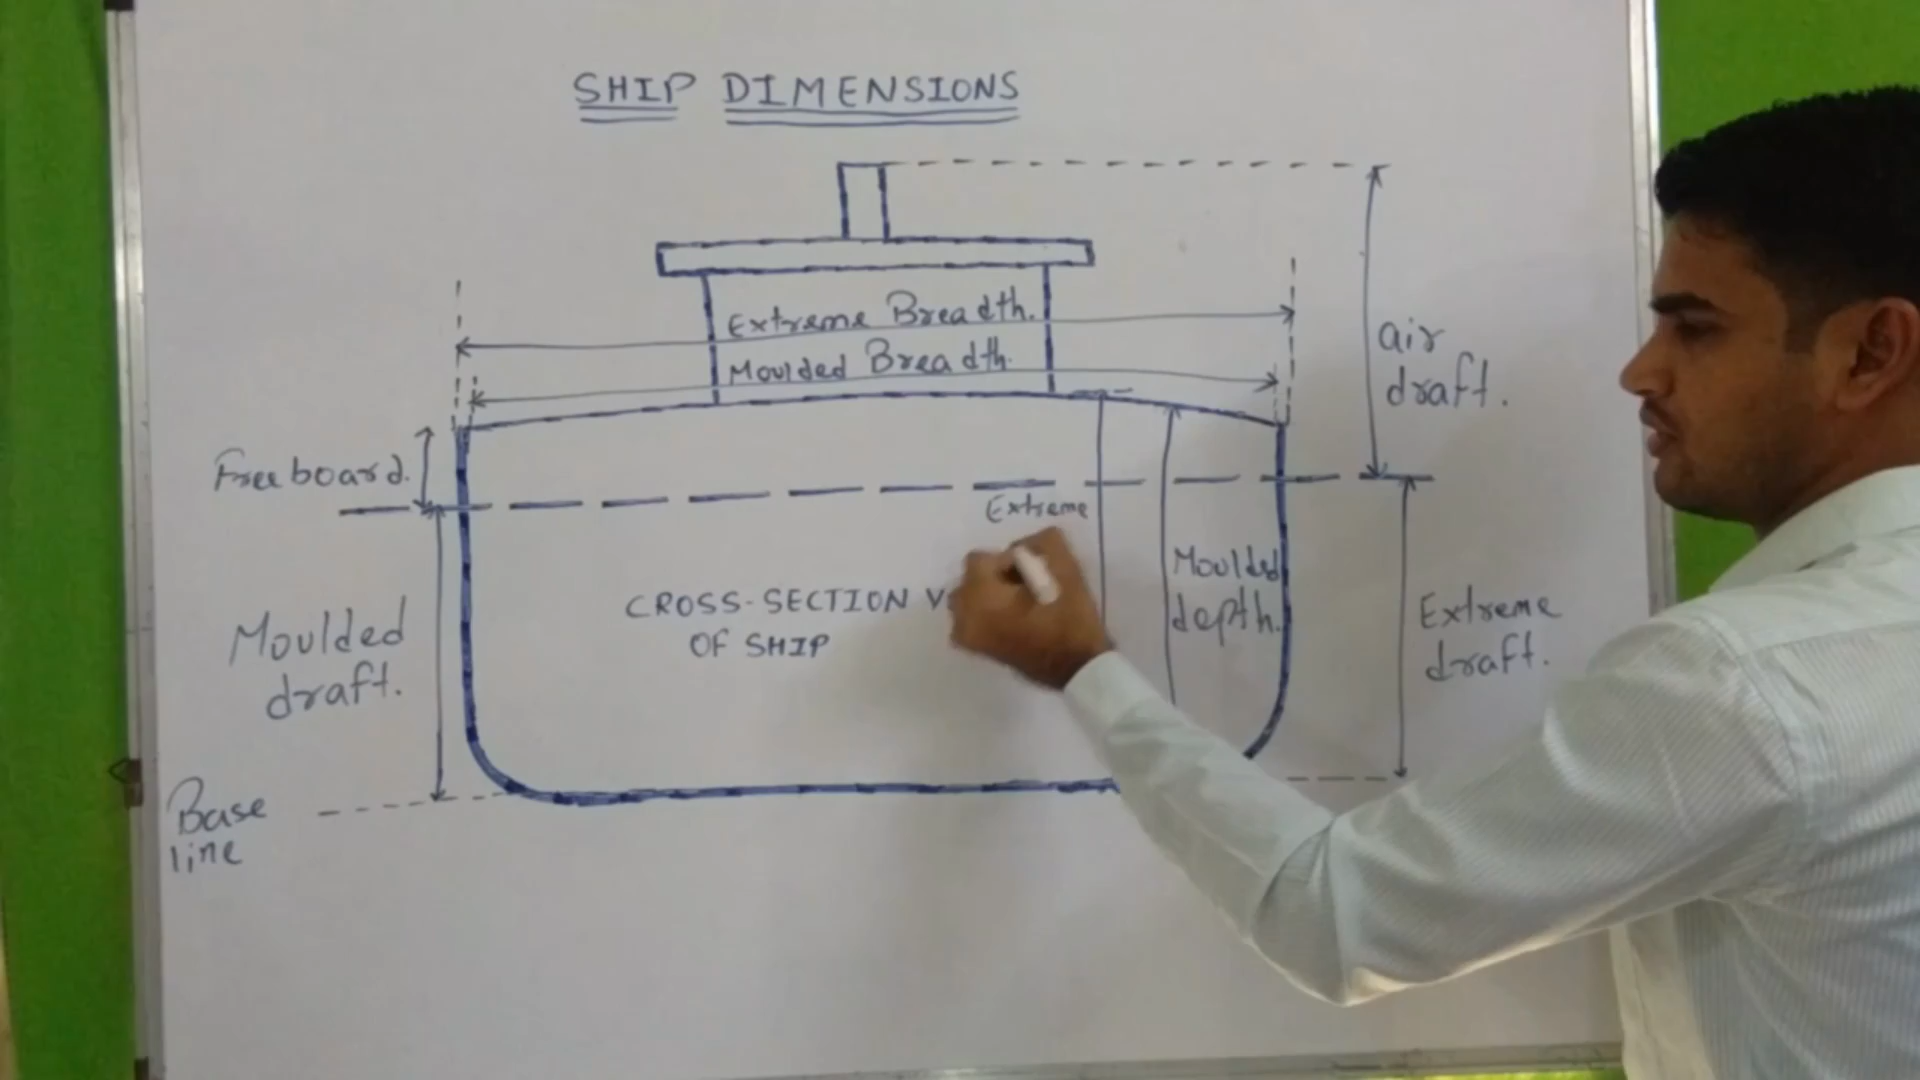 SHIP DIMENSIONS
Extreme Breadth.
Moulded Breadth.
air
draft.
Freeboard.
Extreme
Moulded
depth.
CROSS-SECTION
OF SHIP
Moulded
draft.
Extreme
draft.
Base
line